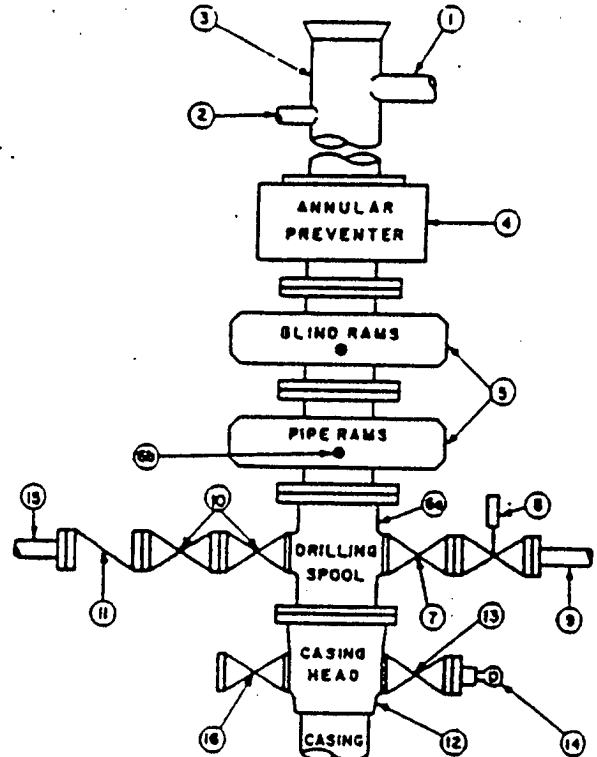 3
1
2
ANNULAR
PREVENTER
4
BLIND RAMS
5
PIPE RAMS
6b
15
10
6a
8
DRILLING
SPOOL
11
7
13
9
CASING
HEAD
16
12
14
CASING